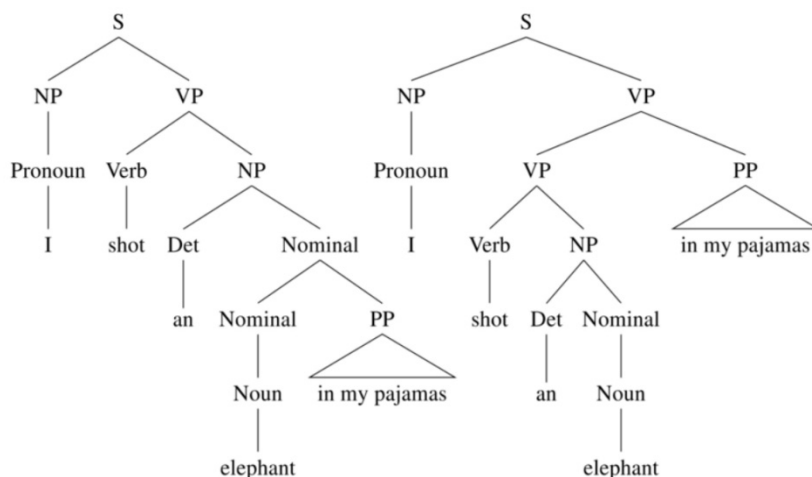 S S
NP VP NP VP
Pronoun Verb NP Pronoun VP PP
I shot Det Nominal I Verb NP in my pajamas
an Nominal PP shot Det Nominal
Noun in my pajamas an Noun
elephant elephant